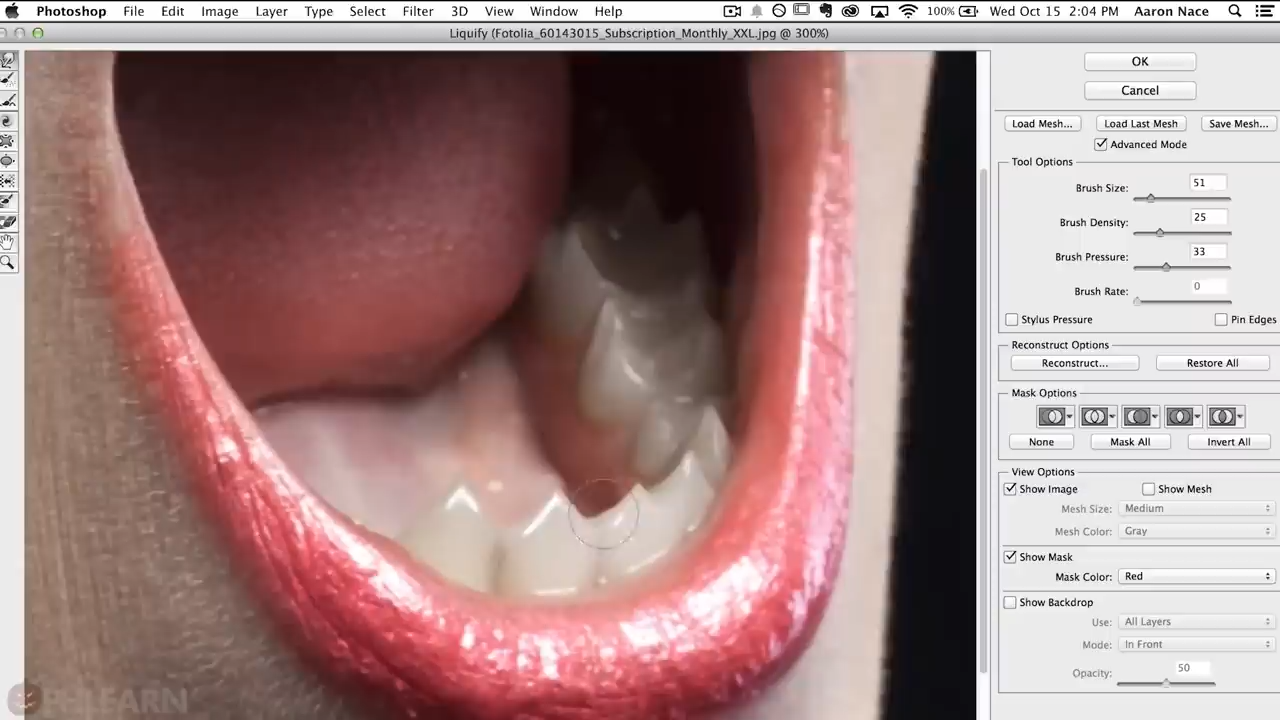 Photoshop File Edit Image Layer Type Select Filter 3D View Window Help 100% Wed Oct 15 2:04 PM Aaron Nace
Liquify (Fotolia_60143015_Subscription_Monthly_XXL.jpg @ 300%)
OK
Cancel
Load Mesh... Load Last Mesh Save Mesh...
Advanced Mode
Tool Options
Brush Size: 51
Brush Density: 25
Brush Pressure: 33
Brush Rate: 0
Stylus Pressure Pin Edges
Reconstruct Options
Reconstruct... Restore All
Mask Options
None Mask All Invert All
View Options
Show Image Show Mesh
Mesh Size: Medium
Mesh Color: Gray
Show Mask
Mask Color: Red
Show Backdrop
Use: All Layers
Mode: In Front
Opacity: 50
PHLEARN